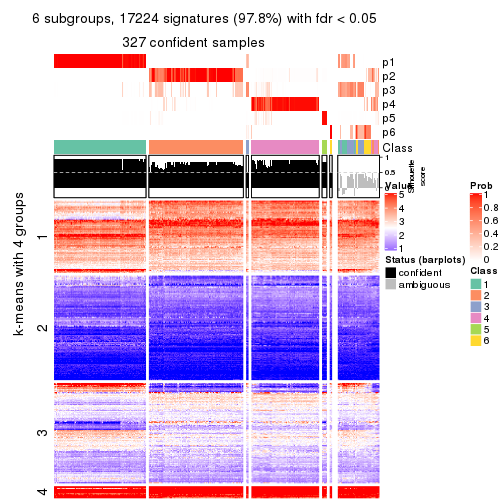 6 subgroups, 17224 signatures (97.8%) with fdr < 0.05
327 confident samples
p1
p2
p3
p4
p5
p6
Class
1
0.5
0
Silhouette
score
k-means with 4 groups
1
2
3
4
Value
5
4
3
2
1
Status (barplots)
confident
ambiguous
Prob
1
0.8
0.6
0.4
0.2
0
Class
1
2
3
4
5
6